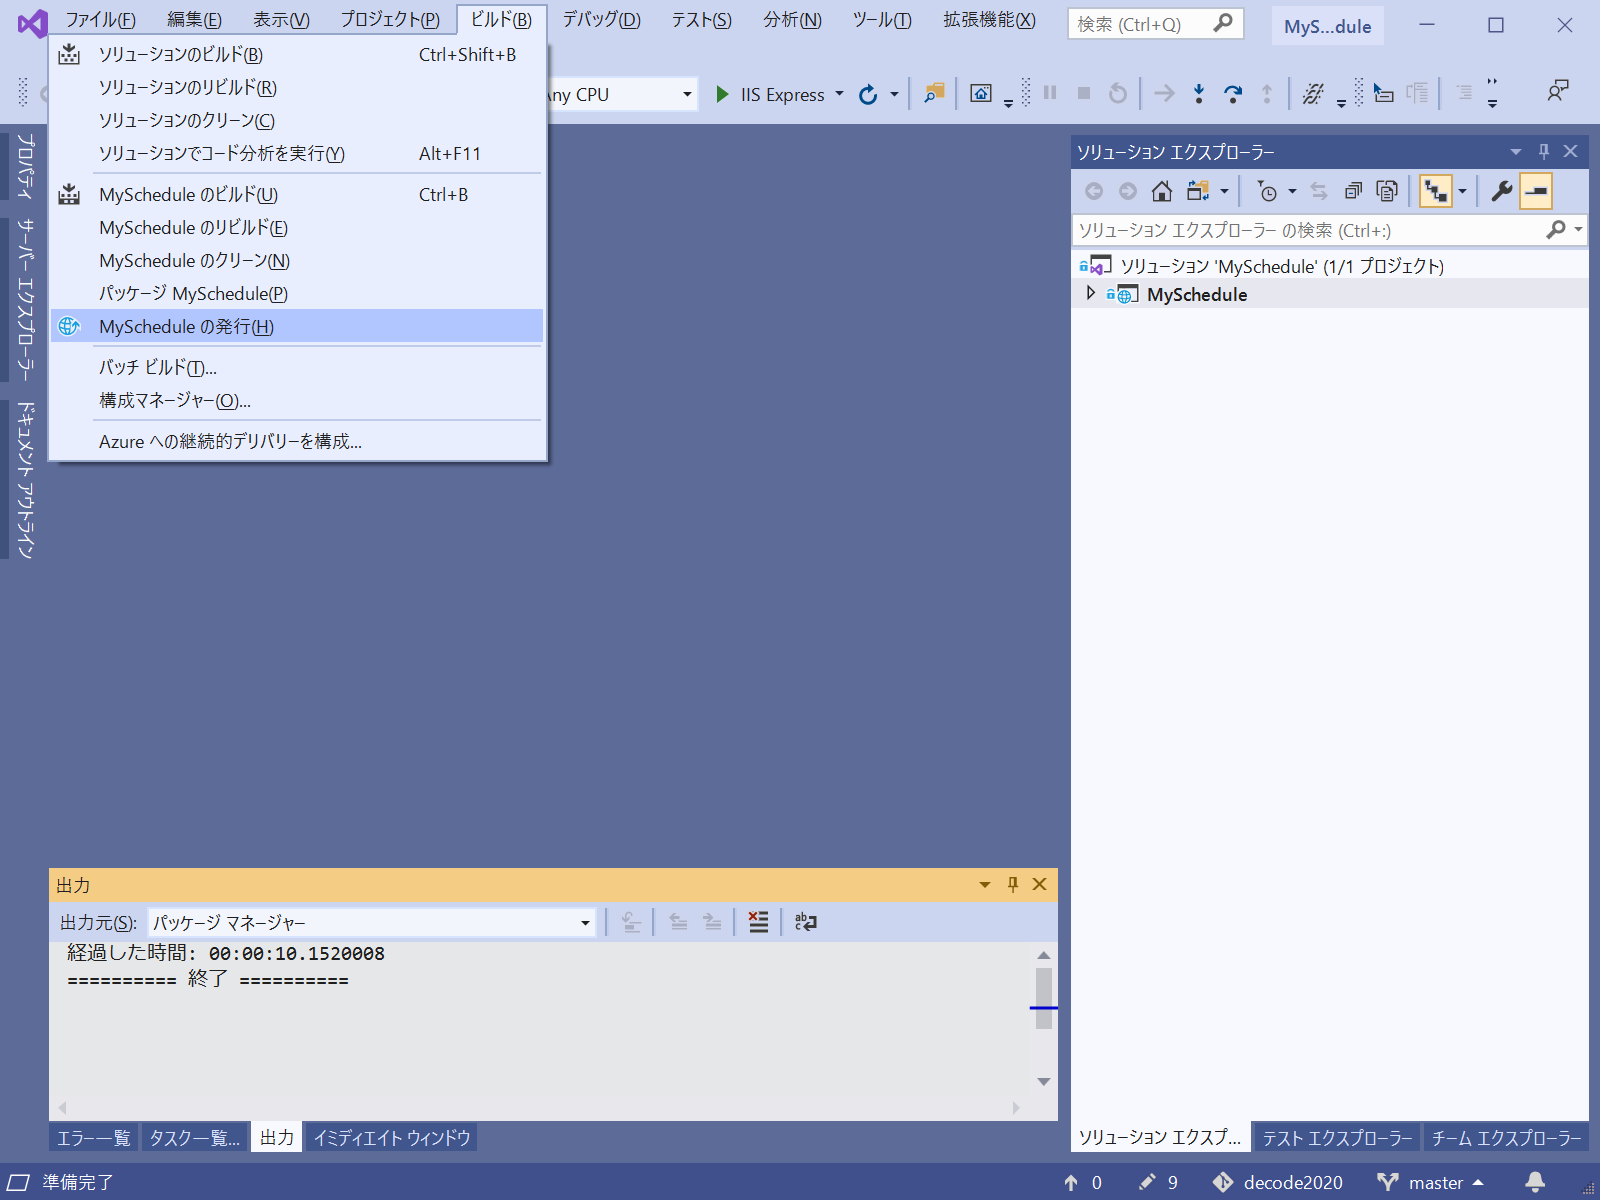 ファイル(F) 編集(E) 表示(V) プロジェクト(P) ビルド(B) デバッグ(D) テスト(S) 分析(N) ツール(T) 拡張機能(X) 検索 (Ctrl+Q) MyS...dule
ソリューションのビルド(B) Ctrl+Shift+B
ソリューションのリビルド(R)
ソリューションのクリーン(C)
ソリューションでコード分析を実行(Y) Alt+F11
MySchedule のビルド(U) Ctrl+B
MySchedule のリビルド(E)
MySchedule のクリーン(N)
パッケージ MySchedule(P)
MySchedule の発行(H)
バッチ ビルド(T)...
構成マネージャー(O)...
Azure への継続的デリバリーを構成...
ny CPU IIS Express
プロパティ
サーバー エクスプローラー
ドキュメント アウトライン
ソリューション エクスプローラー
ソリューション エクスプローラー の検索 (Ctrl+:)
ソリューション 'MySchedule' (1/1 プロジェクト)
MySchedule
出力
出力元(S): パッケージ マネージャー
経過した時間: 00:00:10.1520008
========== 終了 ==========
エラー一覧 タスク一覧... 出力 イミディエイト ウィンドウ
ソリューション エクスプ... テスト エクスプローラー チーム エクスプローラー
準備完了 0 9 decode2020 master